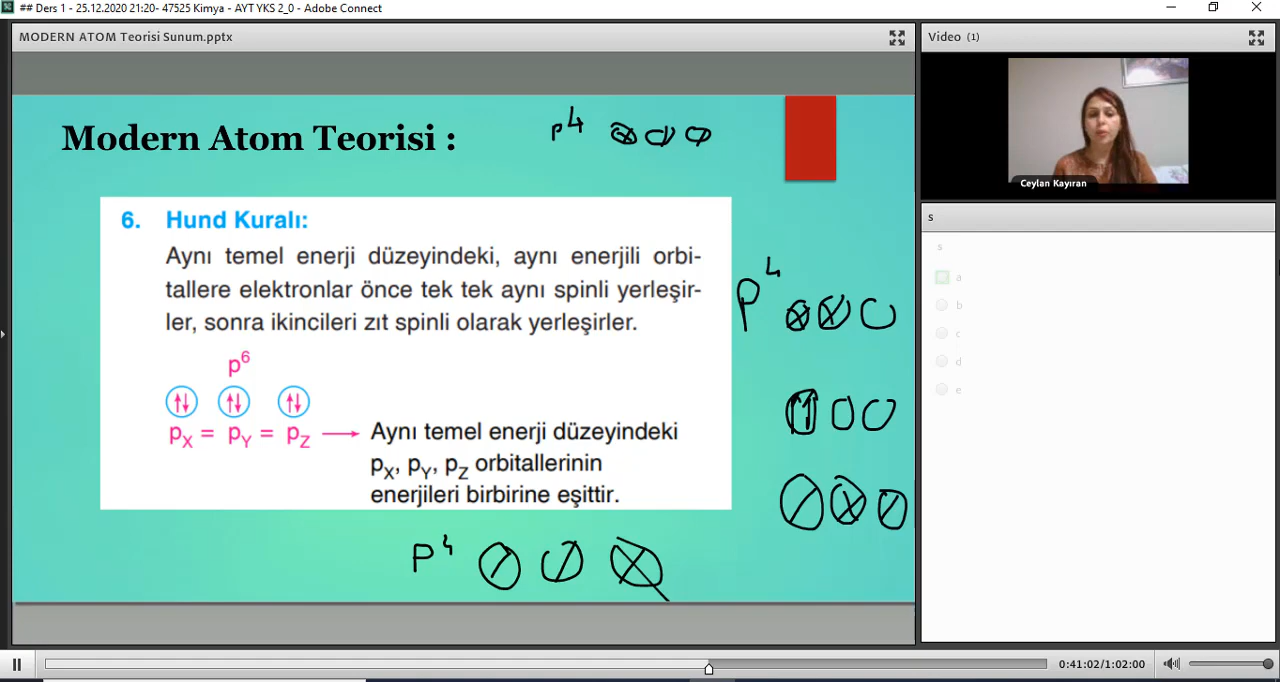 ## Ders 1 - 25.12.2020 21:20- 47525 Kimya - AYT YKS 2_0 - Adobe Connect
MODERN ATOM Teorisi Sunum.pptx
Video (1)
Modern Atom Teorisi :
p4
Ceylan Kayıran
6. Hund Kuralı:
Aynı temel enerji düzeyindeki, aynı enerjili orbi-
tallere elektronlar önce tek tek aynı spinli yerleşir-
ler, sonra ikincileri zıt spinli olarak yerleşirler.
P4
p6
↑↓ ↑↓ ↑↓
pX = pY = pZ → Aynı temel enerji düzeyindeki
pX, pY, pZ orbitallerinin
enerjileri birbirine eşittir.
P4
s
s
a
b
c
d
e
0:41:02/1:02:00